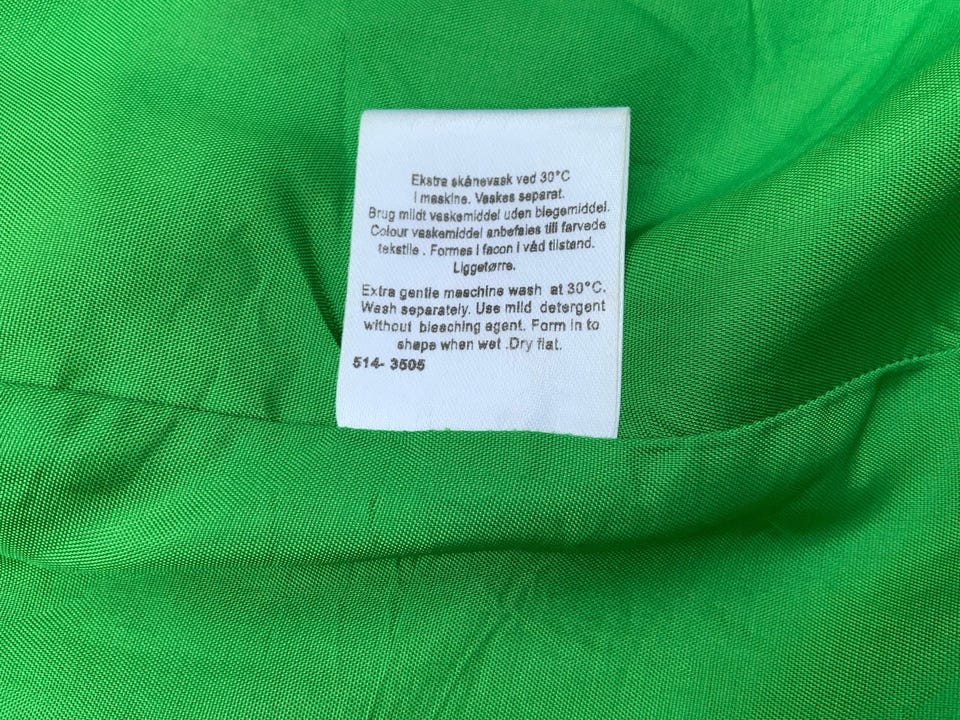 Ekstra skånevask ved 30°C
i maskine. Vaskes separat.
Brug mildt vaskemiddel uden blegemiddel.
Colour vaskemiddel anbefales till farvede
tekstile . Formes i facon i våd tilstand.
Liggetørre.
Extra gentle maschine wash at 30°C.
Wash separately. Use mild detergent
without bleaching agent. Form in to
shape when wet .Dry flat.
514- 3505